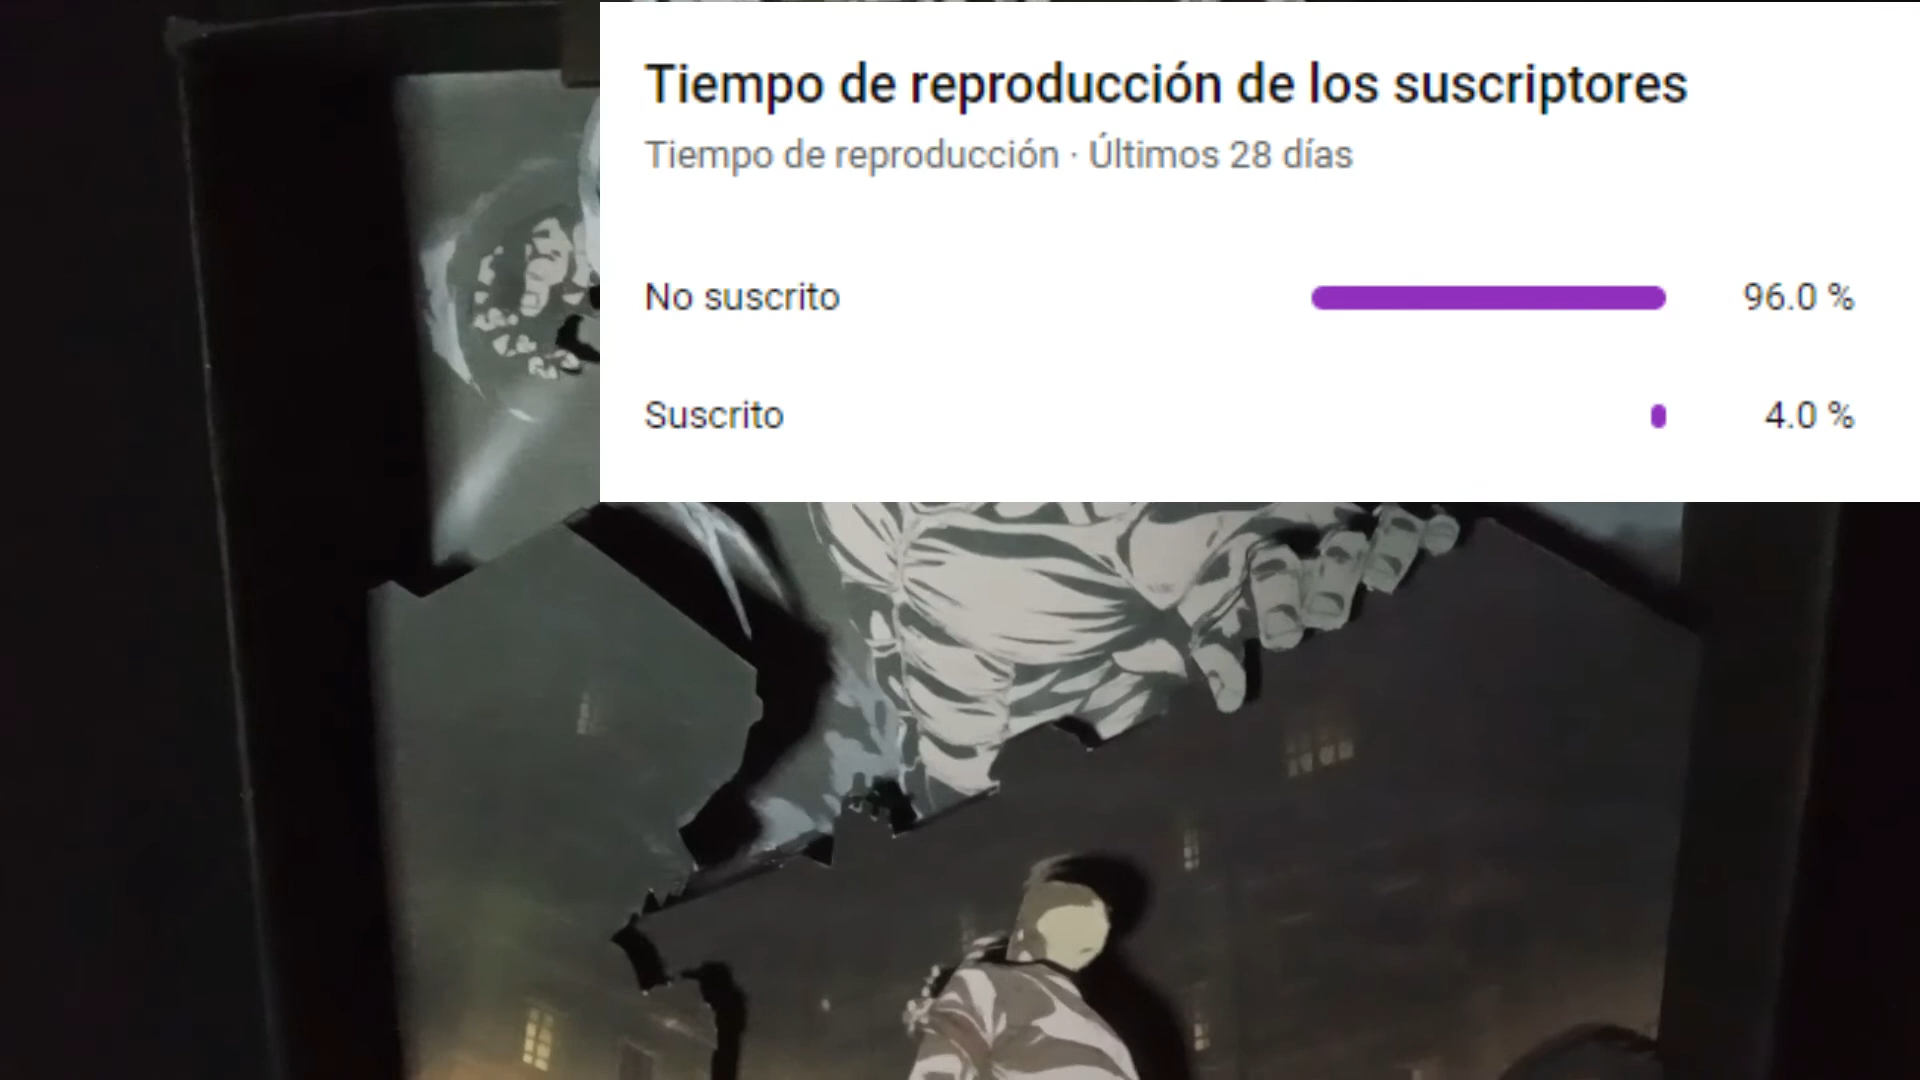 Tiempo de reproducción de los suscriptores
Tiempo de reproducción · Últimos 28 días
No suscrito 96.0 %
Suscrito 4.0 %